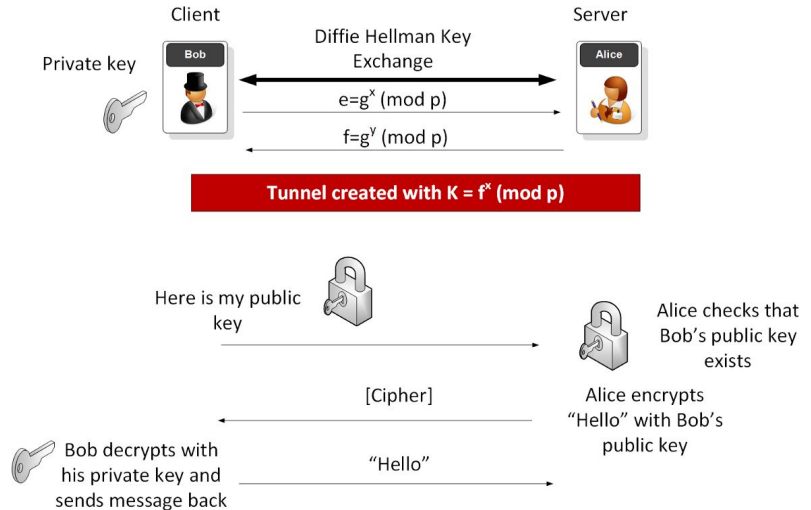 Client
Server
Bob
Alice
Diffie Hellman Key
Exchange
Private key
e=gˣ (mod p)
f=gʸ (mod p)
Tunnel created with K = fˣ (mod p)
Here is my public
key
Alice checks that
Bob’s public key
exists
[Cipher]
Alice encrypts
“Hello” with Bob’s
public key
Bob decrypts with
his private key and
sends message back
“Hello”